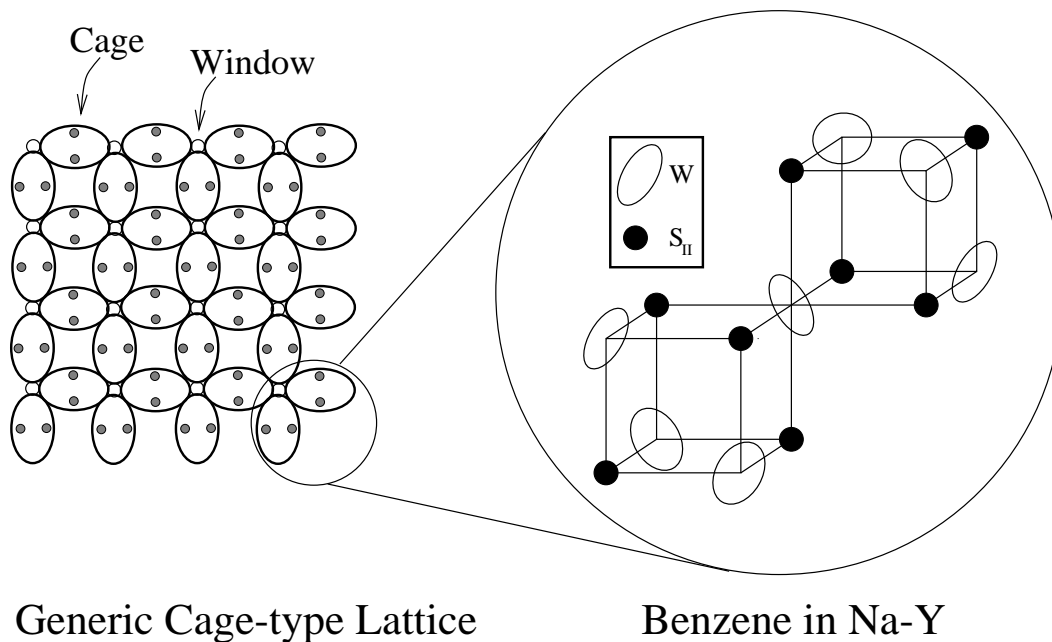 Cage
Window
W
S_II
Generic Cage-type Lattice
Benzene in Na-Y